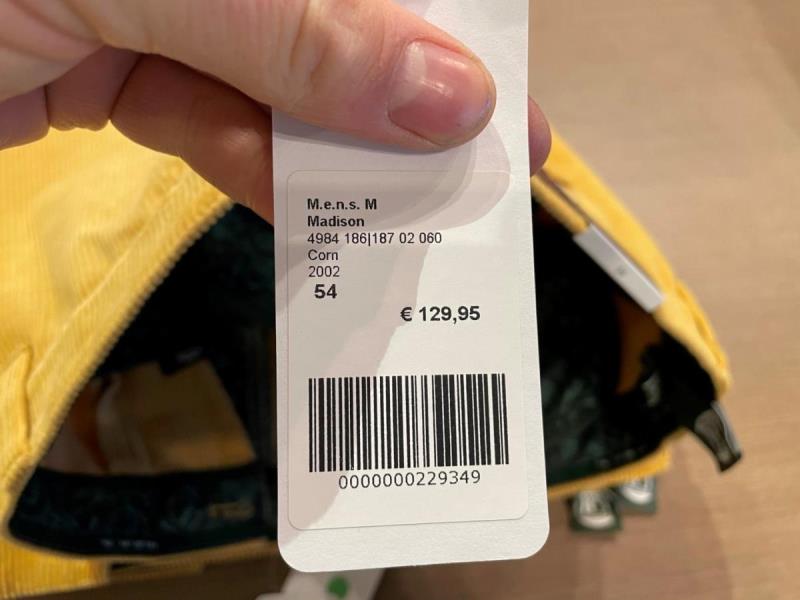 M.e.n.s. M
Madison
4984 186|187 02 060
Corn
2002
54
€ 129,95
0000000229349